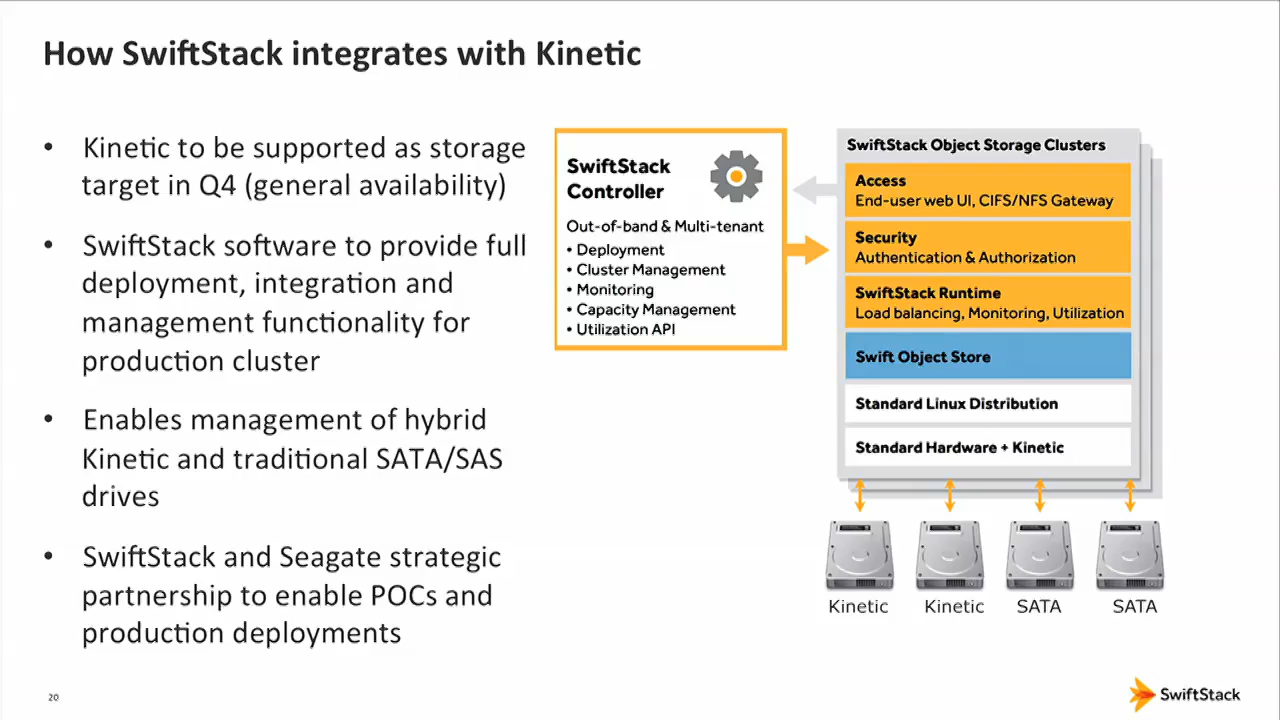 How SwiftStack integrates with Kinetic
• Kinetic to be supported as storage
target in Q4 (general availability)
• SwiftStack software to provide full
deployment, integration and
management functionality for
production cluster
• Enables management of hybrid
Kinetic and traditional SATA/SAS
drives
• SwiftStack and Seagate strategic
partnership to enable POCs and
production deployments
SwiftStack
Controller
Out-of-band & Multi-tenant
• Deployment
• Cluster Management
• Monitoring
• Capacity Management
• Utilization API
SwiftStack Object Storage Clusters
Access
End-user web UI, CIFS/NFS Gateway
Security
Authentication & Authorization
SwiftStack Runtime
Load balancing, Monitoring, Utilization
Swift Object Store
Standard Linux Distribution
Standard Hardware + Kinetic
Kinetic
Kinetic
SATA
SATA
20
SwiftStack